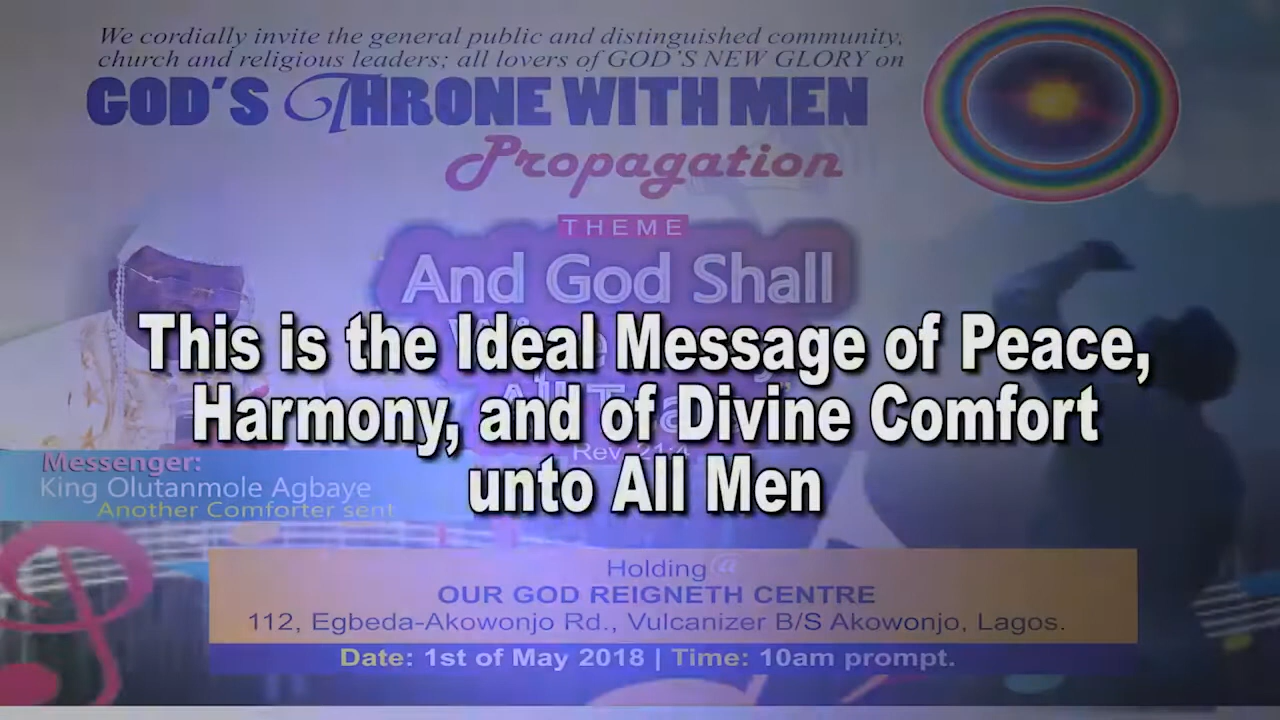 We cordially invite the general public and distinguished community,
church and religious leaders; all lovers of GOD'S NEW GLORY on
GOD'S THRONE WITH MEN
Propagation
THEME
And God Shall
This is the Ideal Message of Peace,
Harmony, and of Divine Comfort
unto All Men
Rev. 21:4
Messenger:
King Olutanmole Agbaye
Another Comforter sent
Holding@
OUR GOD REIGNETH CENTRE
112, Egbeda-Akowonjo Rd., Vulcanizer B/S Akowonjo, Lagos.
Date: 1st of May 2018 | Time: 10am prompt.